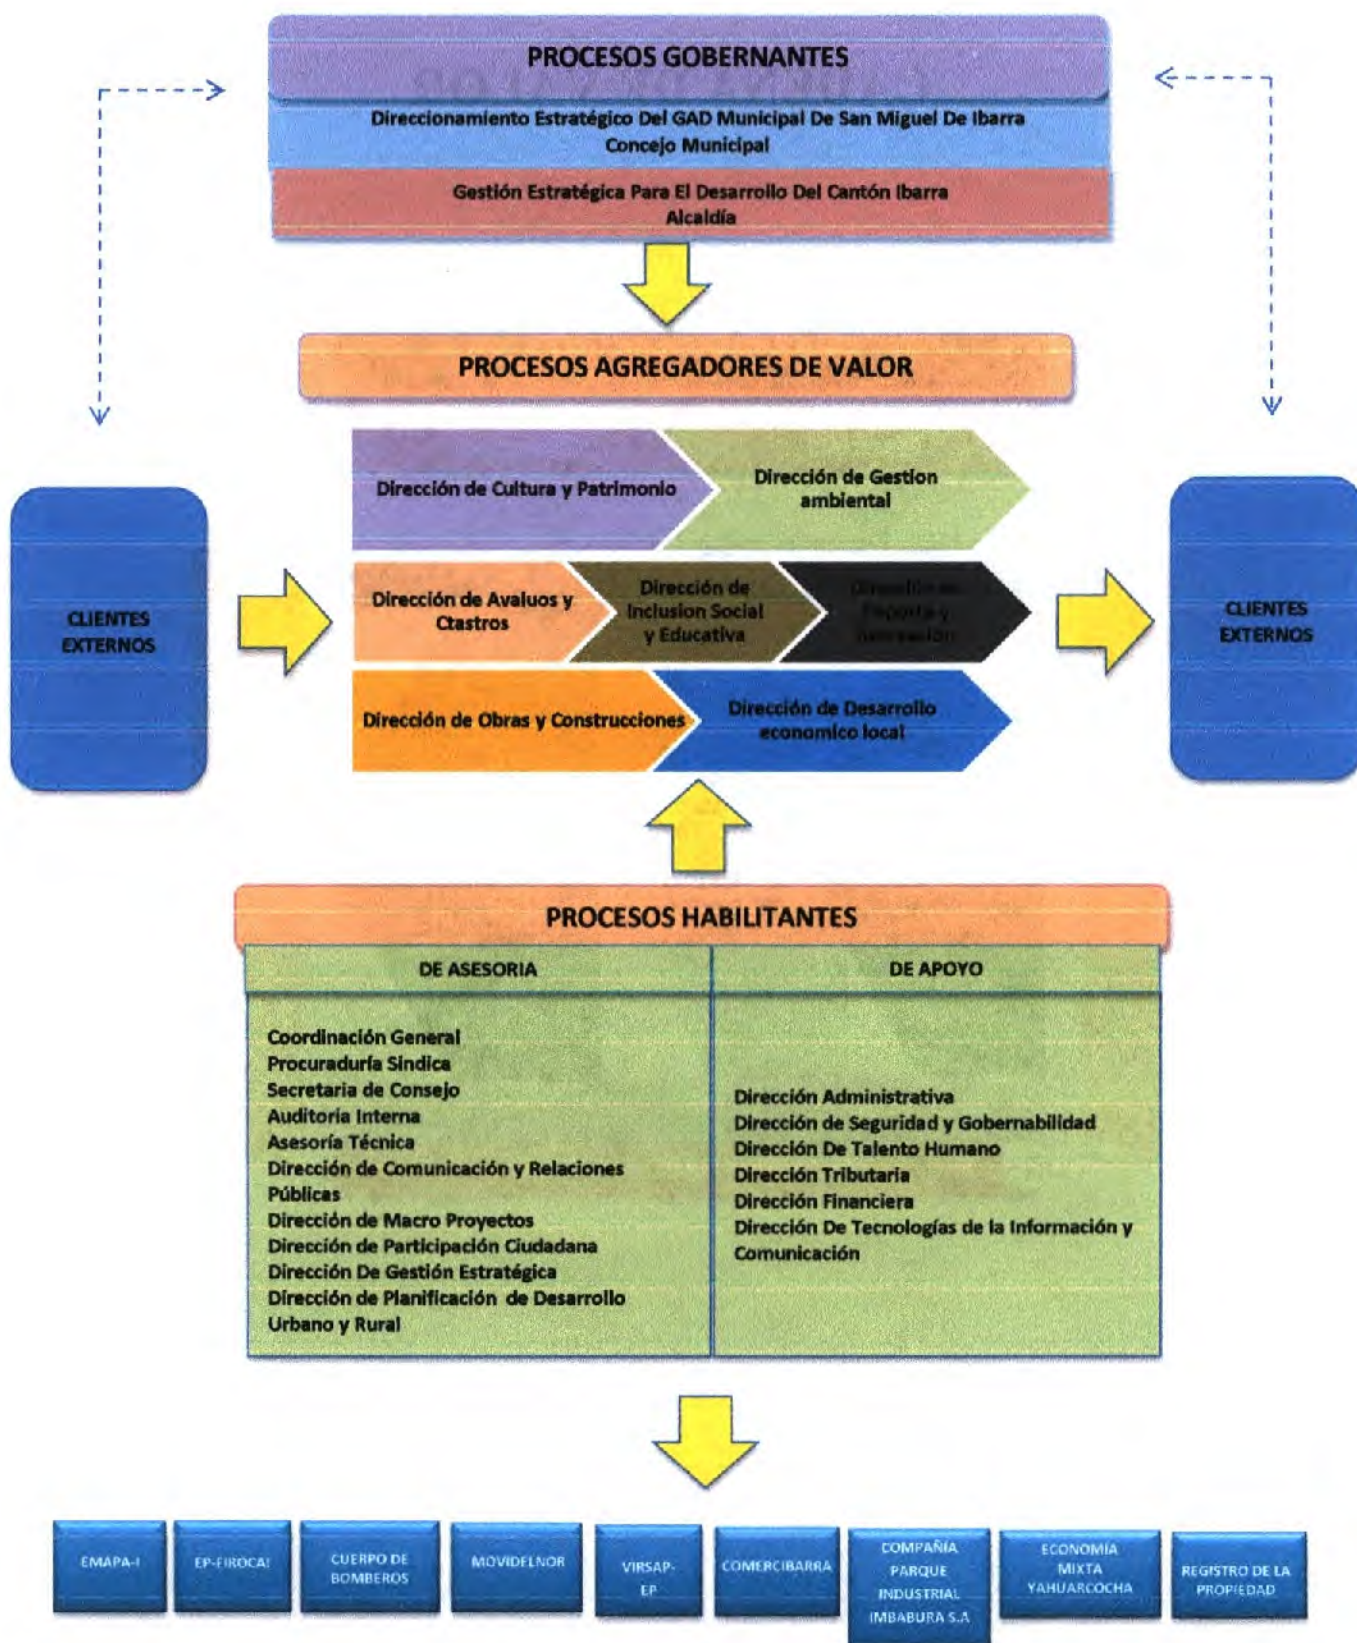 PROCESOS GOBERNANTES
Direccionamiento Estratégico Del GAD Municipal De San Miguel De Ibarra
Concejo Municipal
Gestión Estratégica Para El Desarrollo Del Cantón Ibarra
Alcaldía
PROCESOS AGREGADORES DE VALOR
Dirección de Cultura y Patrimonio
Dirección de Gestion
ambiental
CLIENTES
EXTERNOS
Dirección de Avaluos y
Ctastros
Dirección de
Inclusion Social
y Educativa
Dirección de
y
CLIENTES
EXTERNOS
Dirección de Obras y Construcciones
Dirección de Desarrollo
economico local
PROCESOS HABILITANTES
DE ASESORIA
Coordinación General
Procuraduría Sindica
Secretaria de Consejo
Auditoría Interna
Asesoría Técnica
Dirección de Comunicación y Relaciones
Públicas
Dirección de Macro Proyectos
Dirección de Participación Ciudadana
Dirección De Gestión Estratégica
Dirección de Planificación de Desarrollo
Urbano y Rural
DE APOYO
Dirección Administrativa
Dirección de Seguridad y Gobernabilidad
Dirección De Talento Humano
Dirección Tributaria
Dirección Financiera
Dirección De Tecnologías de la Información y
Comunicación
EMAPA-I
EP-FIROCAI
CUERPO DE
BOMBEROS
MOVIDELNOR
VIRSAP-
EP
COMERCIBARRA
COMPAÑÍA
PARQUE
INDUSTRIAL
IMBABURA S.A
ECONOMÍA
MIXTA
YAHUARCOCHA
REGISTRO DE LA
PROPIEDAD